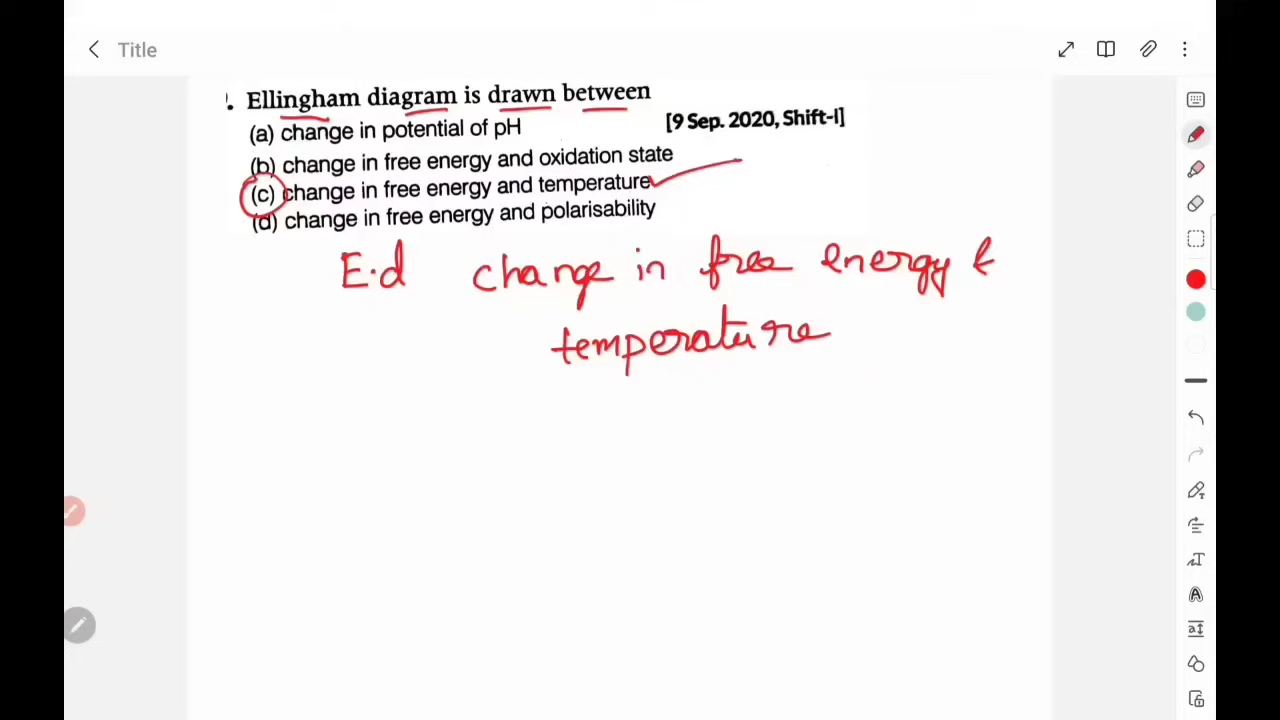 Title
. Ellingham diagram is drawn between
(a) change in potential of pH
[9 Sep. 2020, Shift-I]
(b) change in free energy and oxidation state
(c) change in free energy and temperature
(d) change in free energy and polarisability
E.d change in free energy &
temperature